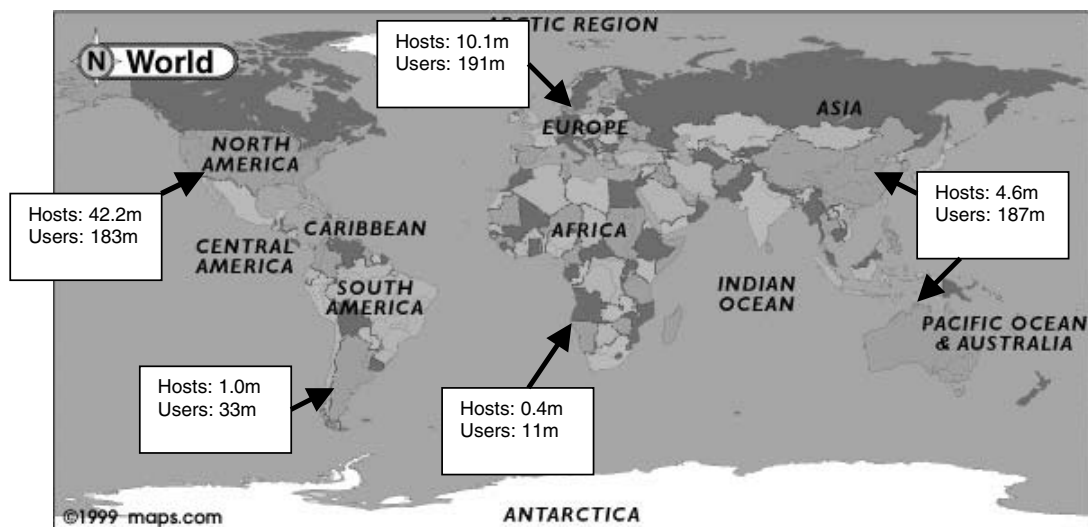 ARCTIC REGION
N World
Hosts: 10.1m
Users: 191m
ASIA
EUROPE
NORTH
AMERICA
Hosts: 42.2m
Users: 183m
Hosts: 4.6m
Users: 187m
CARIBBEAN
AFRICA
CENTRAL
AMERICA
SOUTH
AMERICA
INDIAN
OCEAN
PACIFIC OCEAN
& AUSTRALIA
Hosts: 1.0m
Users: 33m
Hosts: 0.4m
Users: 11m
©1999 maps.com
ANTARCTICA